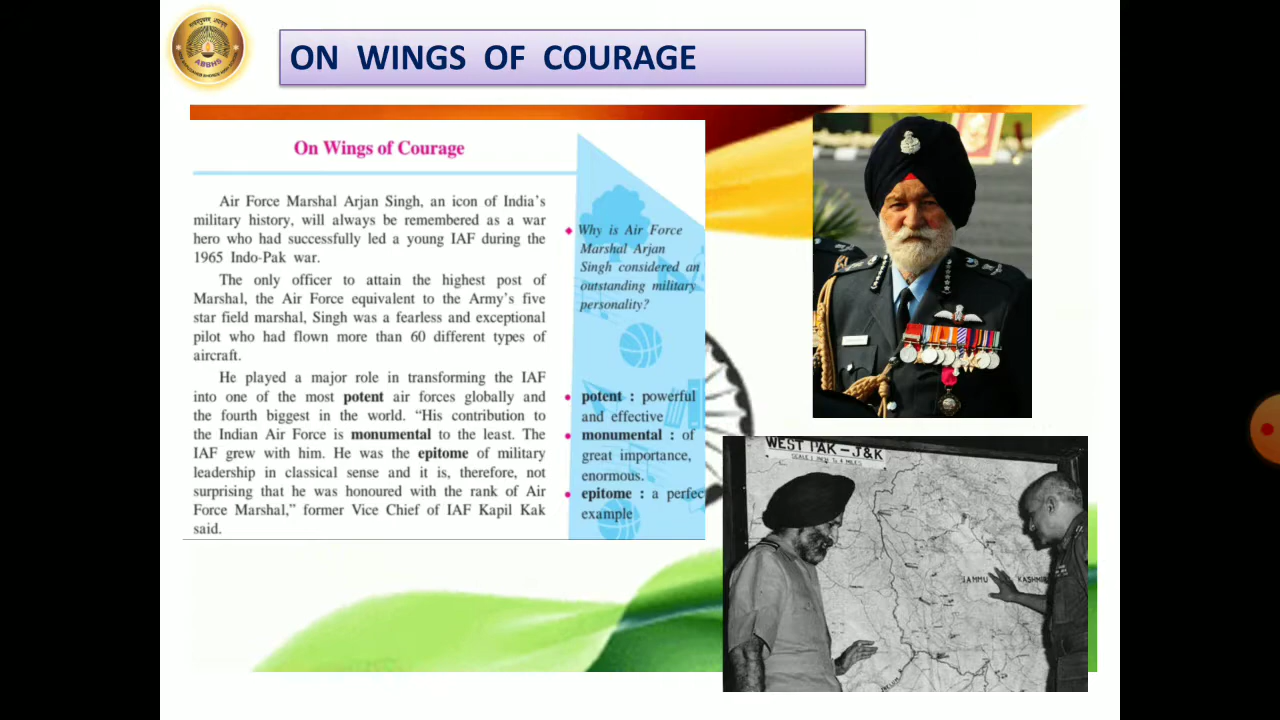 ABBHS
ON WINGS OF COURAGE
On Wings of Courage
Air Force Marshal Arjan Singh, an icon of India's
military history, will always be remembered as a war
hero who had successfully led a young IAF during the
1965 Indo-Pak war.
The only officer to attain the highest post of
Marshal, the Air Force equivalent to the Army's five
star field marshal, Singh was a fearless and exceptional
pilot who had flown more than 60 different types of
aircraft.
He played a major role in transforming the IAF
into one of the most potent air forces globally and
the fourth biggest in the world. “His contribution to
the Indian Air Force is monumental to the least. The
IAF grew with him. He was the epitome of military
leadership in classical sense and it is, therefore, not
surprising that he was honoured with the rank of Air
Force Marshal,” former Vice Chief of IAF Kapil Kak
said.
Why is Air Force
Marshal Arjan
Singh considered an
outstanding military
personality?
potent : powerful
and effective
monumental : of
great importance,
enormous.
epitome : a perfec
example
WEST PAK - J&K
SCALE 1 INCH TO 4 MILES
JAMMU KASHMIR